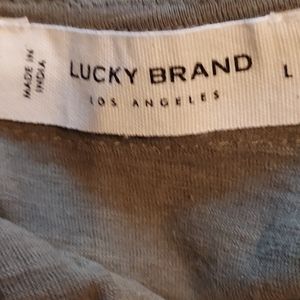 MADE IN
INDIA
LUCKY BRAND
LOS ANGELES
L